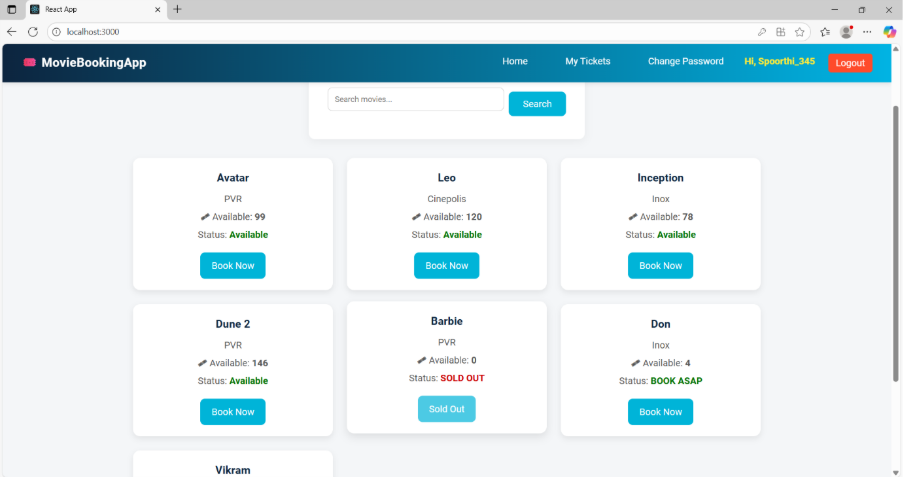 React App
localhost:3000
MovieBookingApp
Home
My Tickets
Change Password
Hi, Spoorthi_345
Logout
Search movies...
Search
Avatar
PVR
Available: 99
Status: Available
Book Now
Leo
Cinepolis
Available: 120
Status: Available
Book Now
Inception
Inox
Available: 78
Status: Available
Book Now
Dune 2
PVR
Available: 146
Status: Available
Book Now
Barbie
PVR
Available: 0
Status: SOLD OUT
Sold Out
Don
Inox
Available: 4
Status: BOOK ASAP
Book Now
Vikram